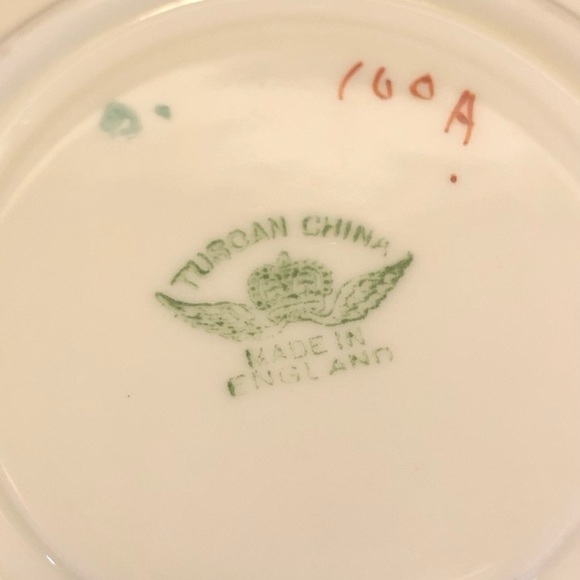 160A
TUSCAN CHINA
MADE IN
ENGLAND